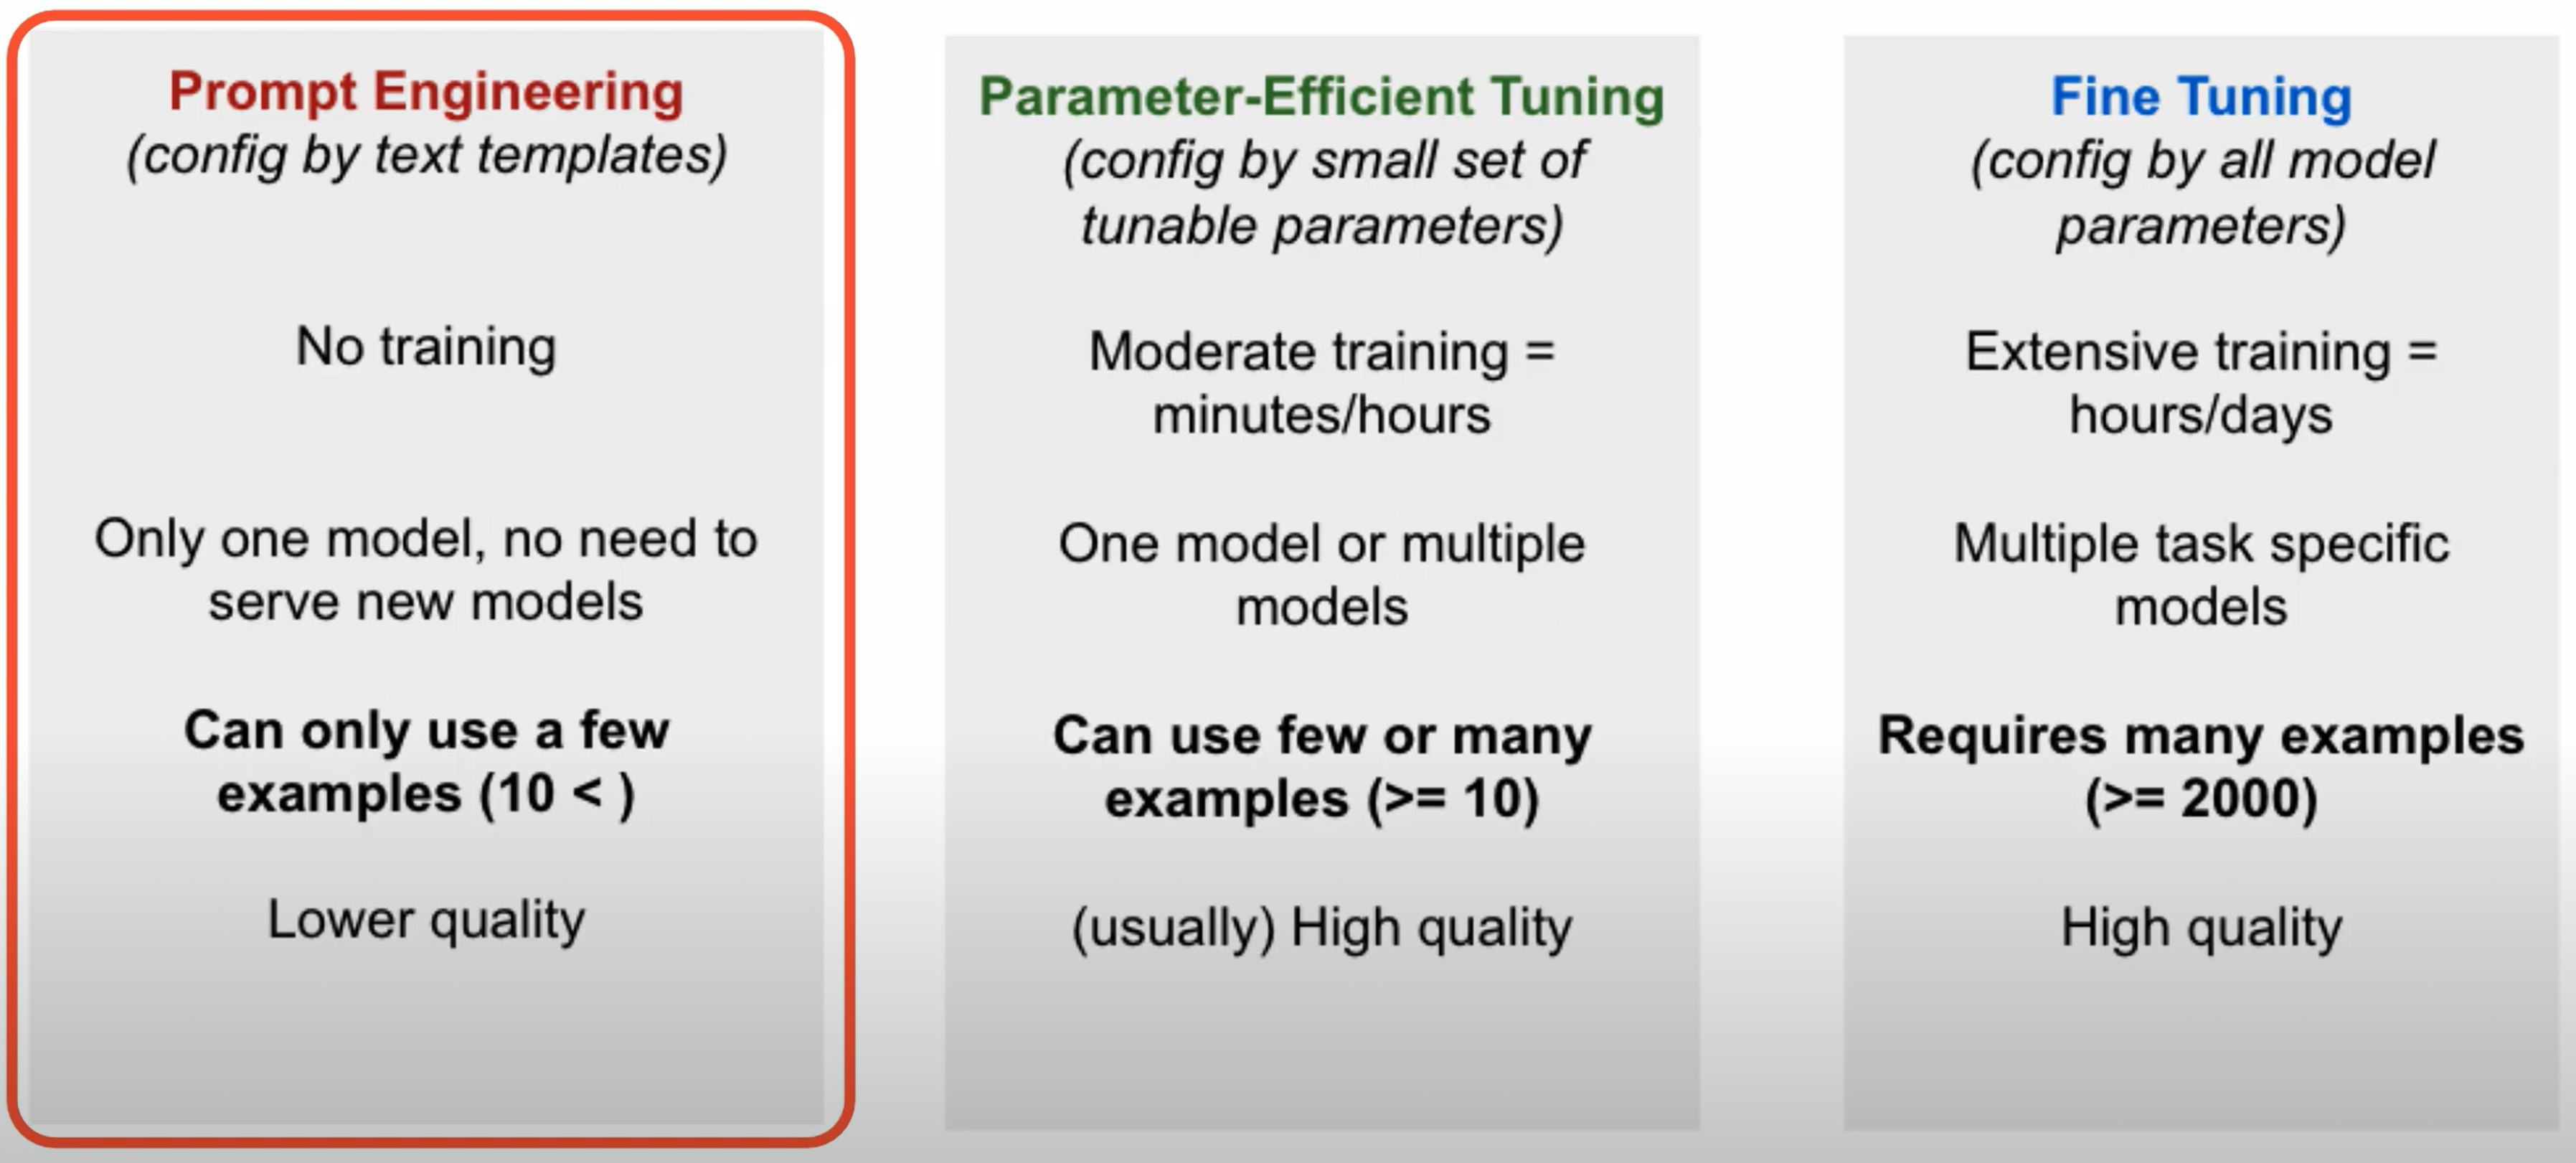 Prompt Engineering
(config by text templates)
No training
Only one model, no need to
serve new models
Can only use a few
examples (10 < )
Lower quality
Parameter-Efficient Tuning
(config by small set of
tunable parameters)
Moderate training =
minutes/hours
One model or multiple
models
Can use few or many
examples (>= 10)
(usually) High quality
Fine Tuning
(config by all model
parameters)
Extensive training =
hours/days
Multiple task specific
models
Requires many examples
(>= 2000)
High quality